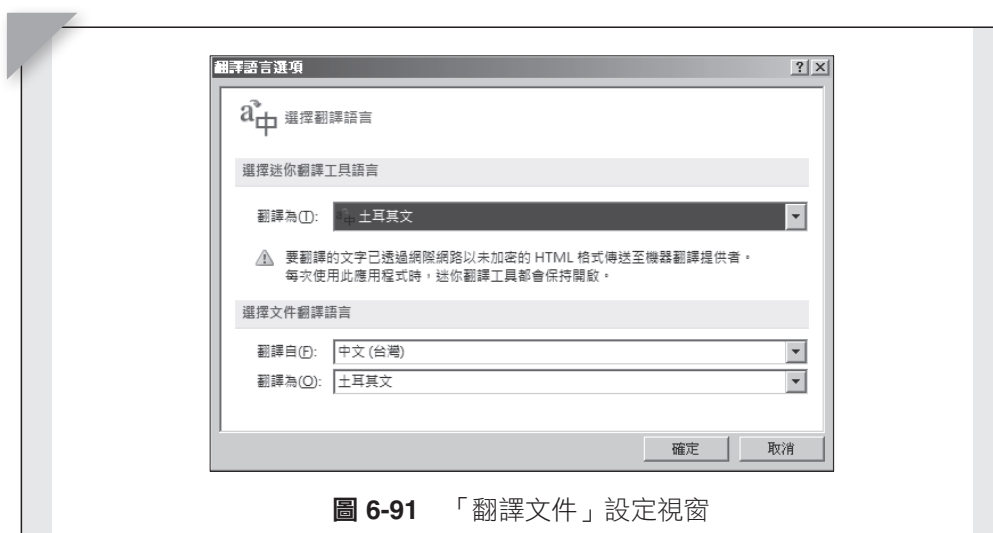 翻譯語言選項
選擇翻譯語言
選擇迷你翻譯工具語言
翻譯為(T): 土耳其文
要翻譯的文字已透過網際網路以未加密的 HTML 格式傳送至機器翻譯提供者。
每次使用此應用程式時，迷你翻譯工具都會保持開啟。
選擇文件翻譯語言
翻譯自(F): 中文 (台灣)
翻譯為(O): 土耳其文
確定 取消
圖 6-91 「翻譯文件」設定視窗